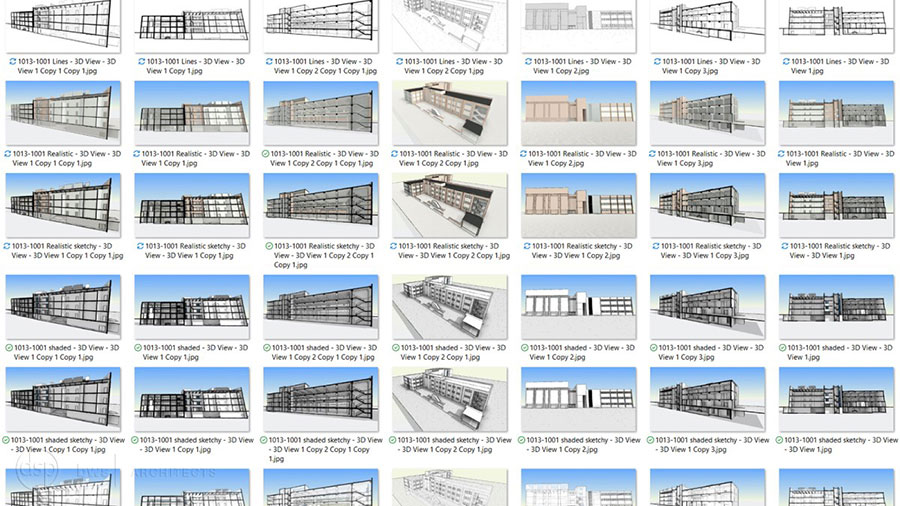 1013-1001 Lines - 3D View - 3D
View 1 Copy 1 Copy 1.jpg
1013-1001 Lines - 3D View - 3D
View 1 Copy 1.jpg
1013-1001 Lines - 3D View - 3D
View 1 Copy 2 Copy 1 Copy 1.jpg
1013-1001 Lines - 3D View - 3D
View 1 Copy 2 Copy 1.jpg
1013-1001 Lines - 3D View - 3D
View 1 Copy 2.jpg
1013-1001 Lines - 3D View - 3D
View 1 Copy 3.jpg
1013-1001 Lines - 3D View - 3D
View 1.jpg
1013-1001 Realistic - 3D View - 3D
View 1 Copy 1 Copy 1.jpg
1013-1001 Realistic - 3D View - 3D
View 1 Copy 1.jpg
1013-1001 Realistic - 3D View - 3D
View 1 Copy 2 Copy 1 Copy 1.jpg
1013-1001 Realistic - 3D View - 3D
View 1 Copy 2 Copy 1.jpg
1013-1001 Realistic - 3D View - 3D
View 1 Copy 2.jpg
1013-1001 Realistic - 3D View - 3D
View 1 Copy 3.jpg
1013-1001 Realistic - 3D View - 3D
View 1.jpg
1013-1001 Realistic sketchy - 3D
View - 3D View 1 Copy 1 Copy 1.jpg
1013-1001 Realistic sketchy - 3D
View - 3D View 1 Copy 1.jpg
1013-1001 Realistic sketchy - 3D
View - 3D View 1 Copy 2 Copy 1
Copy 1.jpg
1013-1001 Realistic sketchy - 3D
View - 3D View 1 Copy 2 Copy 1.jpg
1013-1001 Realistic sketchy - 3D
View - 3D View 1 Copy 2.jpg
1013-1001 Realistic sketchy - 3D
View - 3D View 1 Copy 3.jpg
1013-1001 Realistic sketchy - 3D
View - 3D View 1.jpg
1013-1001 shaded - 3D View - 3D
View 1 Copy 1 Copy 1.jpg
1013-1001 shaded - 3D View - 3D
View 1 Copy 1.jpg
1013-1001 shaded - 3D View - 3D
View 1 Copy 2 Copy 1 Copy 1.jpg
1013-1001 shaded - 3D View - 3D
View 1 Copy 2 Copy 1.jpg
1013-1001 shaded - 3D View - 3D
View 1 Copy 2.jpg
1013-1001 shaded - 3D View - 3D
View 1 Copy 3.jpg
1013-1001 shaded - 3D View - 3D
View 1.jpg
1013-1001 shaded sketchy - 3D View
- 3D View 1 Copy 1 Copy 1.jpg
1013-1001 shaded sketchy - 3D View
- 3D View 1 Copy 1.jpg
1013-1001 shaded sketchy - 3D View
- 3D View 1 Copy 2 Copy 1 Copy
1.jpg
1013-1001 shaded sketchy - 3D View
- 3D View 1 Copy 2 Copy 1.jpg
1013-1001 shaded sketchy - 3D View
- 3D View 1 Copy 2.jpg
1013-1001 shaded sketchy - 3D View
- 3D View 1 Copy 3.jpg
1013-1001 shaded sketchy - 3D View
- 3D View 1.jpg
dsp
ARCHITECTS